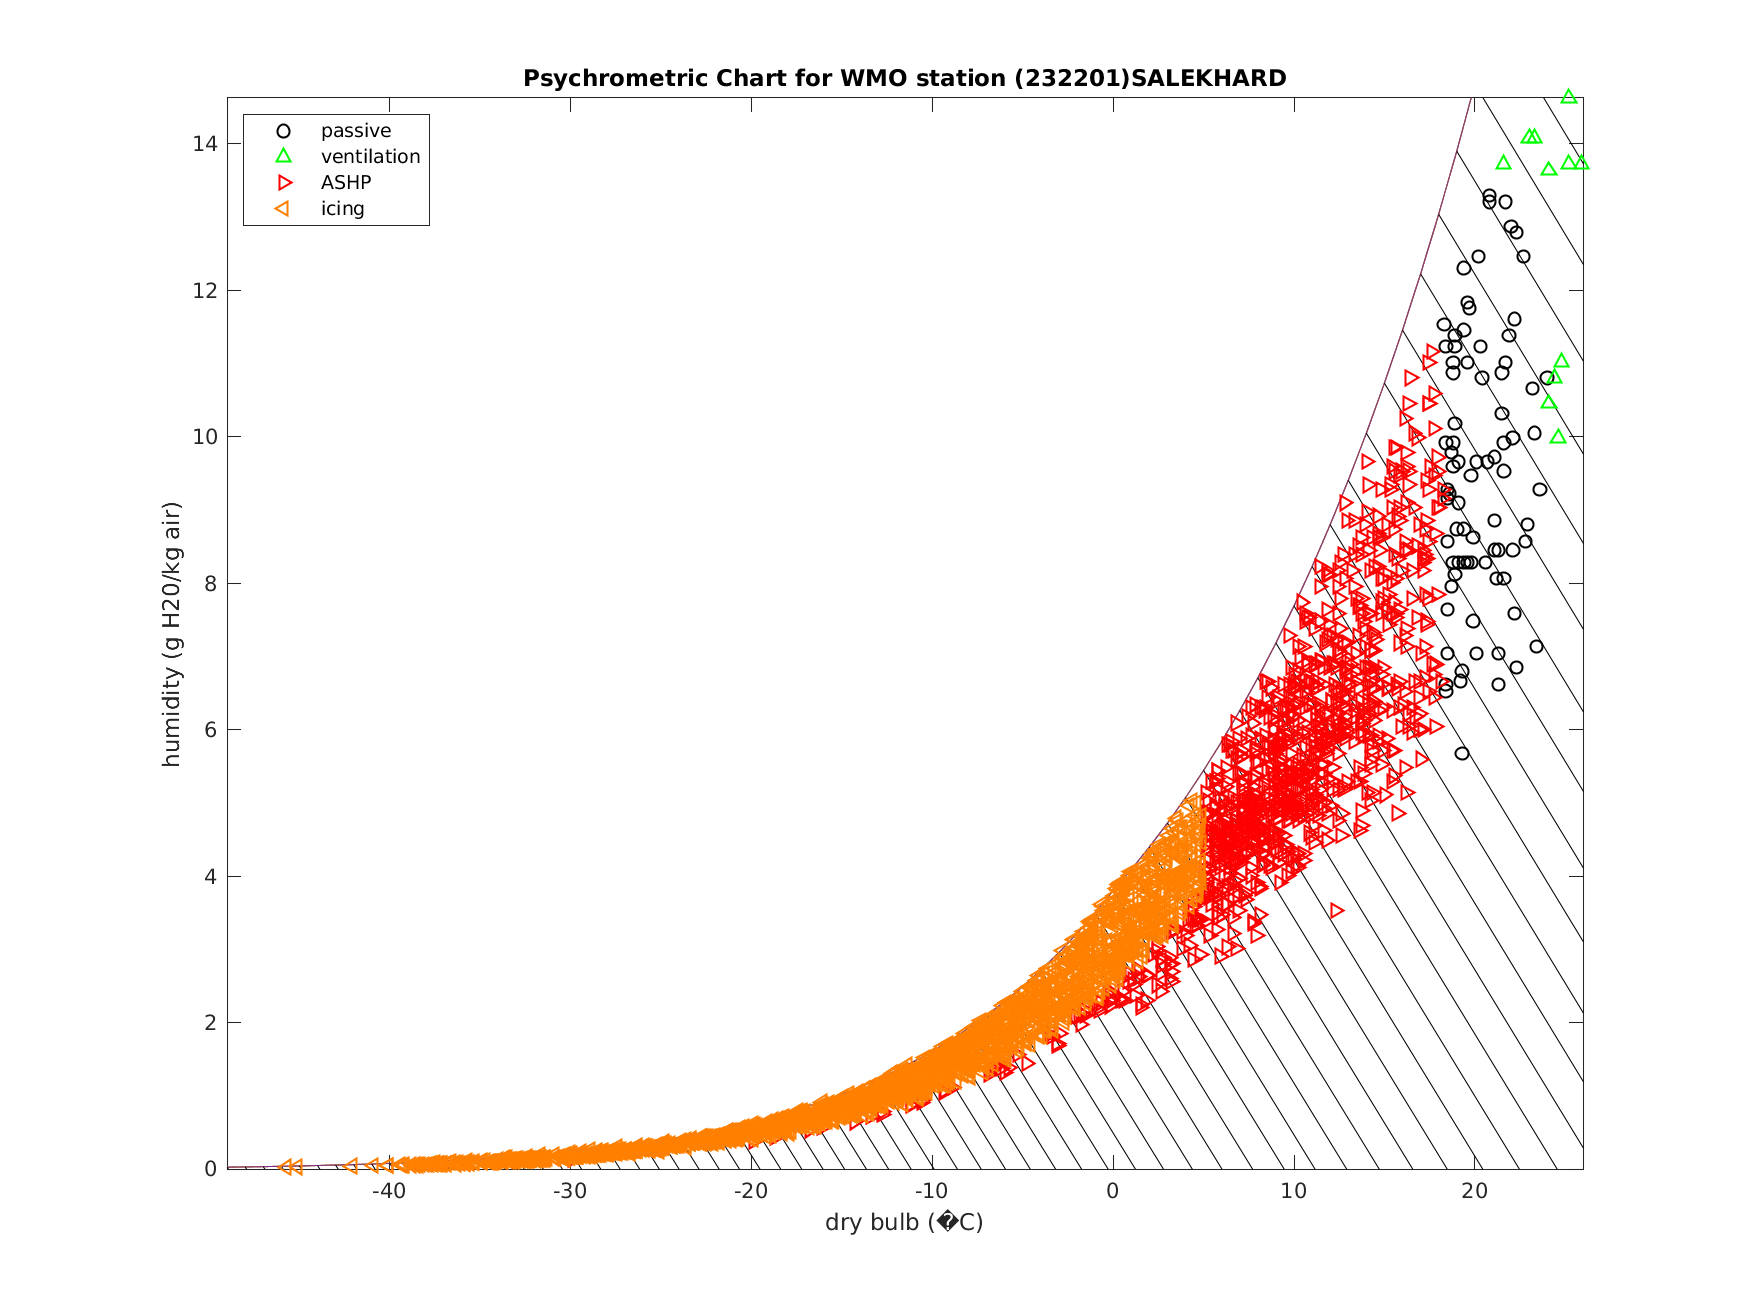 Psychrometric Chart for WMO station (232201)SALEKHARD
passive
ventilation
ASHP
icing
14
12
10
8
6
4
2
0
humidity (g H20/kg air)
-40 -30 -20 -10 0 10 20
dry bulb (�C)